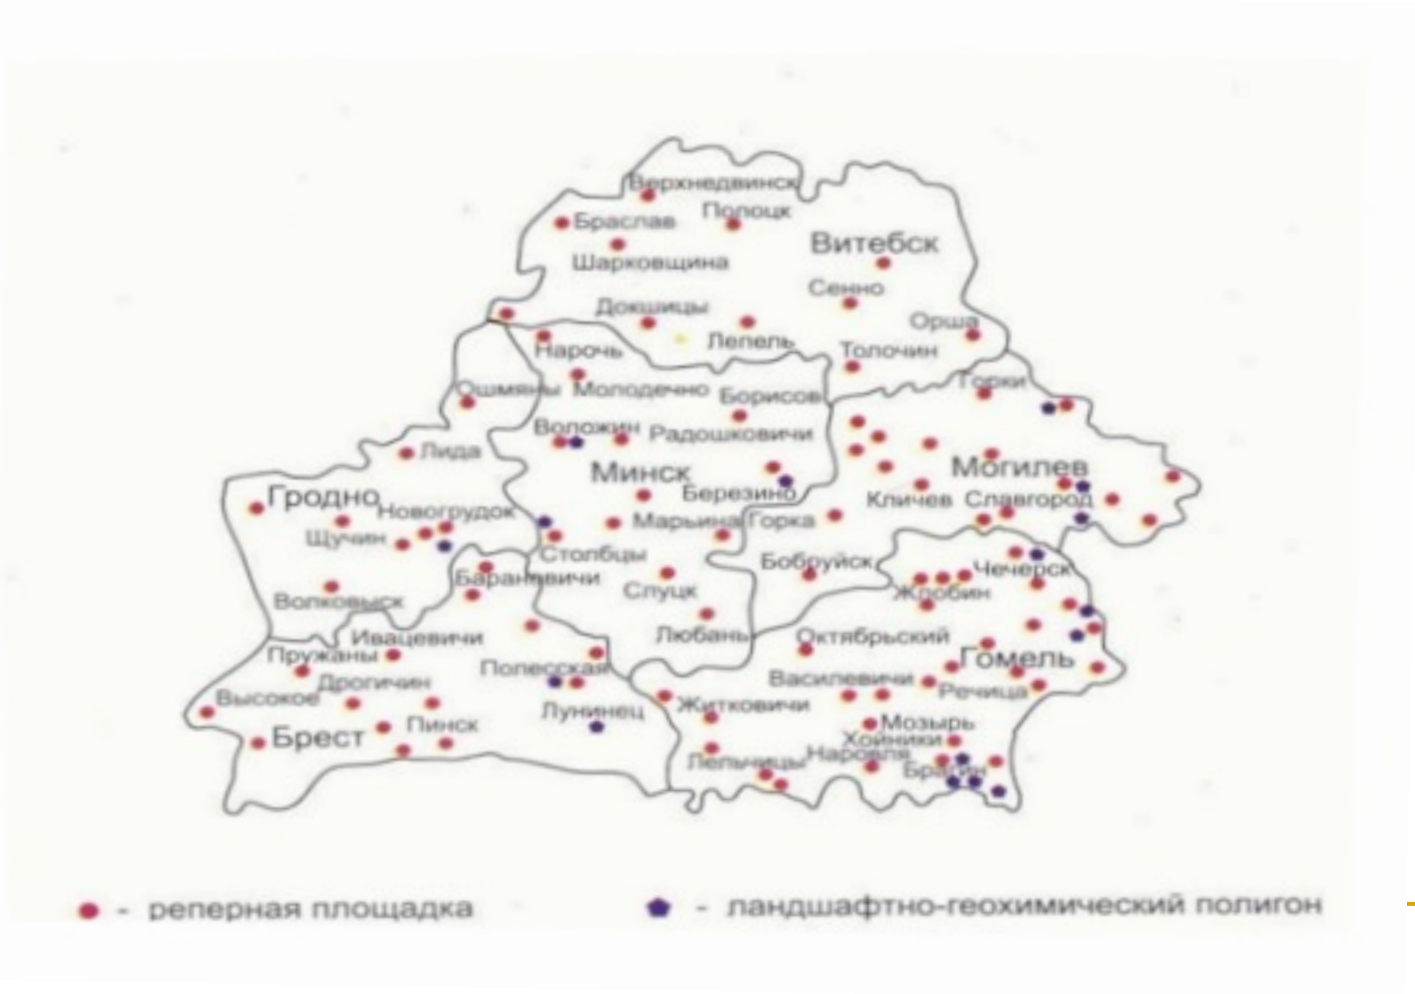 Верхнедвинск
Браслав
Полоцк
Шарковщина
Витебск
Сенно
Докшицы
Лепель
Орша
Нарочь
Толочин
Ошмяны
Молодечно
Борисов
Горки
Воложин
Радошковичи
Лида
Минск
Березино
Могилев
Кличев
Славгород
Гродно
Новогрудок
Щучин
Марьина Горка
Столбцы
Бобруйск
Чечерск
Барановичи
Слуцк
Жлобин
Волковыск
Любань
Октябрьский
Ивацевичи
Пружаны
Полесская
Гомель
Дрогичин
Василевичи
Речица
Высокое
Лунинец
Житковичи
Брест
Пинск
Мозырь
Хойники
Наровля
Лельчицы
Брагин
- реперная площадка
- ландшафтно-геохимический полигон